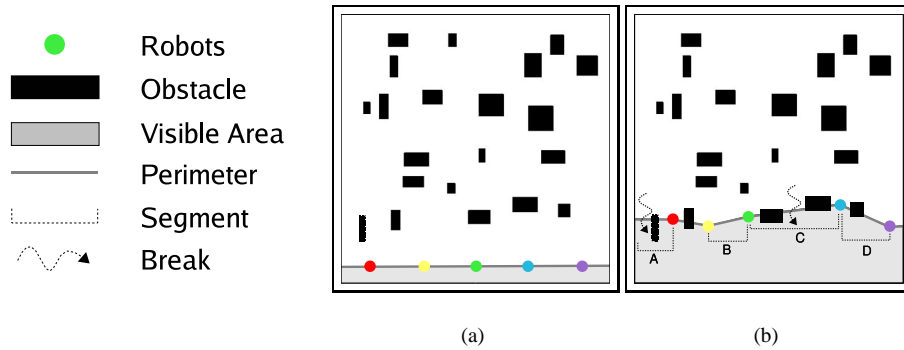 Robots
Obstacle
Visible Area
Perimeter
Segment
Break
A
B
C
D
(a)
(b)